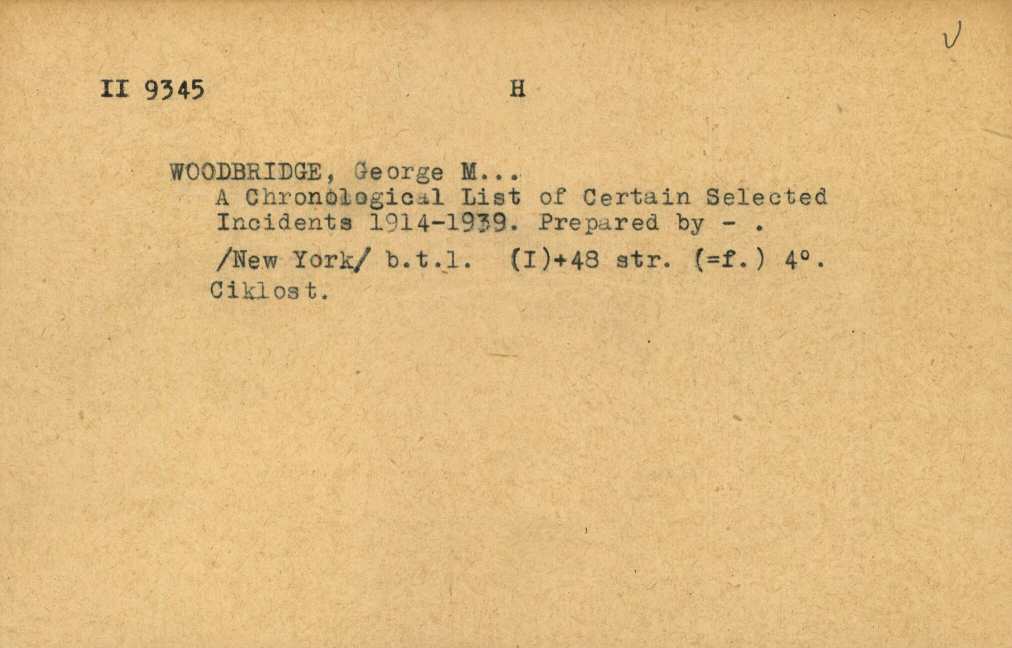 II 9345 H
WOODBRIDGE, George M...
A Chronological List of Certain Selected
Incidents 1914-1939. Prepared by - .
/New York/ b.t.l. (I)+48 str. (=f.) 4°.
Ciklost.